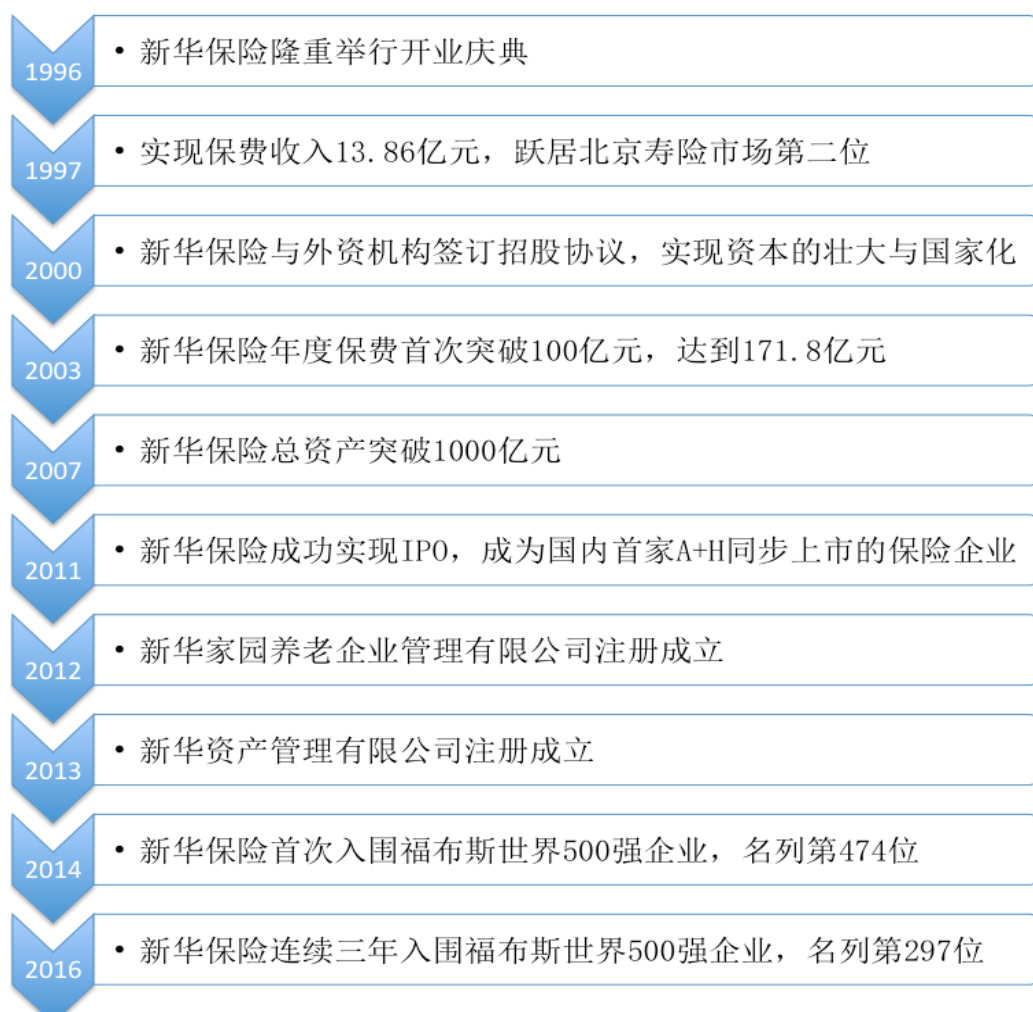 1996
• 新华保险隆重举行开业庆典
1997
• 实现保费收入13.86亿元，跃居北京寿险市场第二位
2000
• 新华保险与外资机构签订招股协议，实现资本的壮大与国家化
2003
• 新华保险年度保费首次突破100亿元，达到171.8亿元
2007
• 新华保险总资产突破1000亿元
2011
• 新华保险成功实现IPO，成为国内首家A+H同步上市的保险企业
2012
• 新华家园养老企业管理有限公司注册成立
2013
• 新华资产管理有限公司注册成立
2014
• 新华保险首次入围福布斯世界500强企业，名列第474位
2016
• 新华保险连续三年入围福布斯世界500强企业，名列第297位